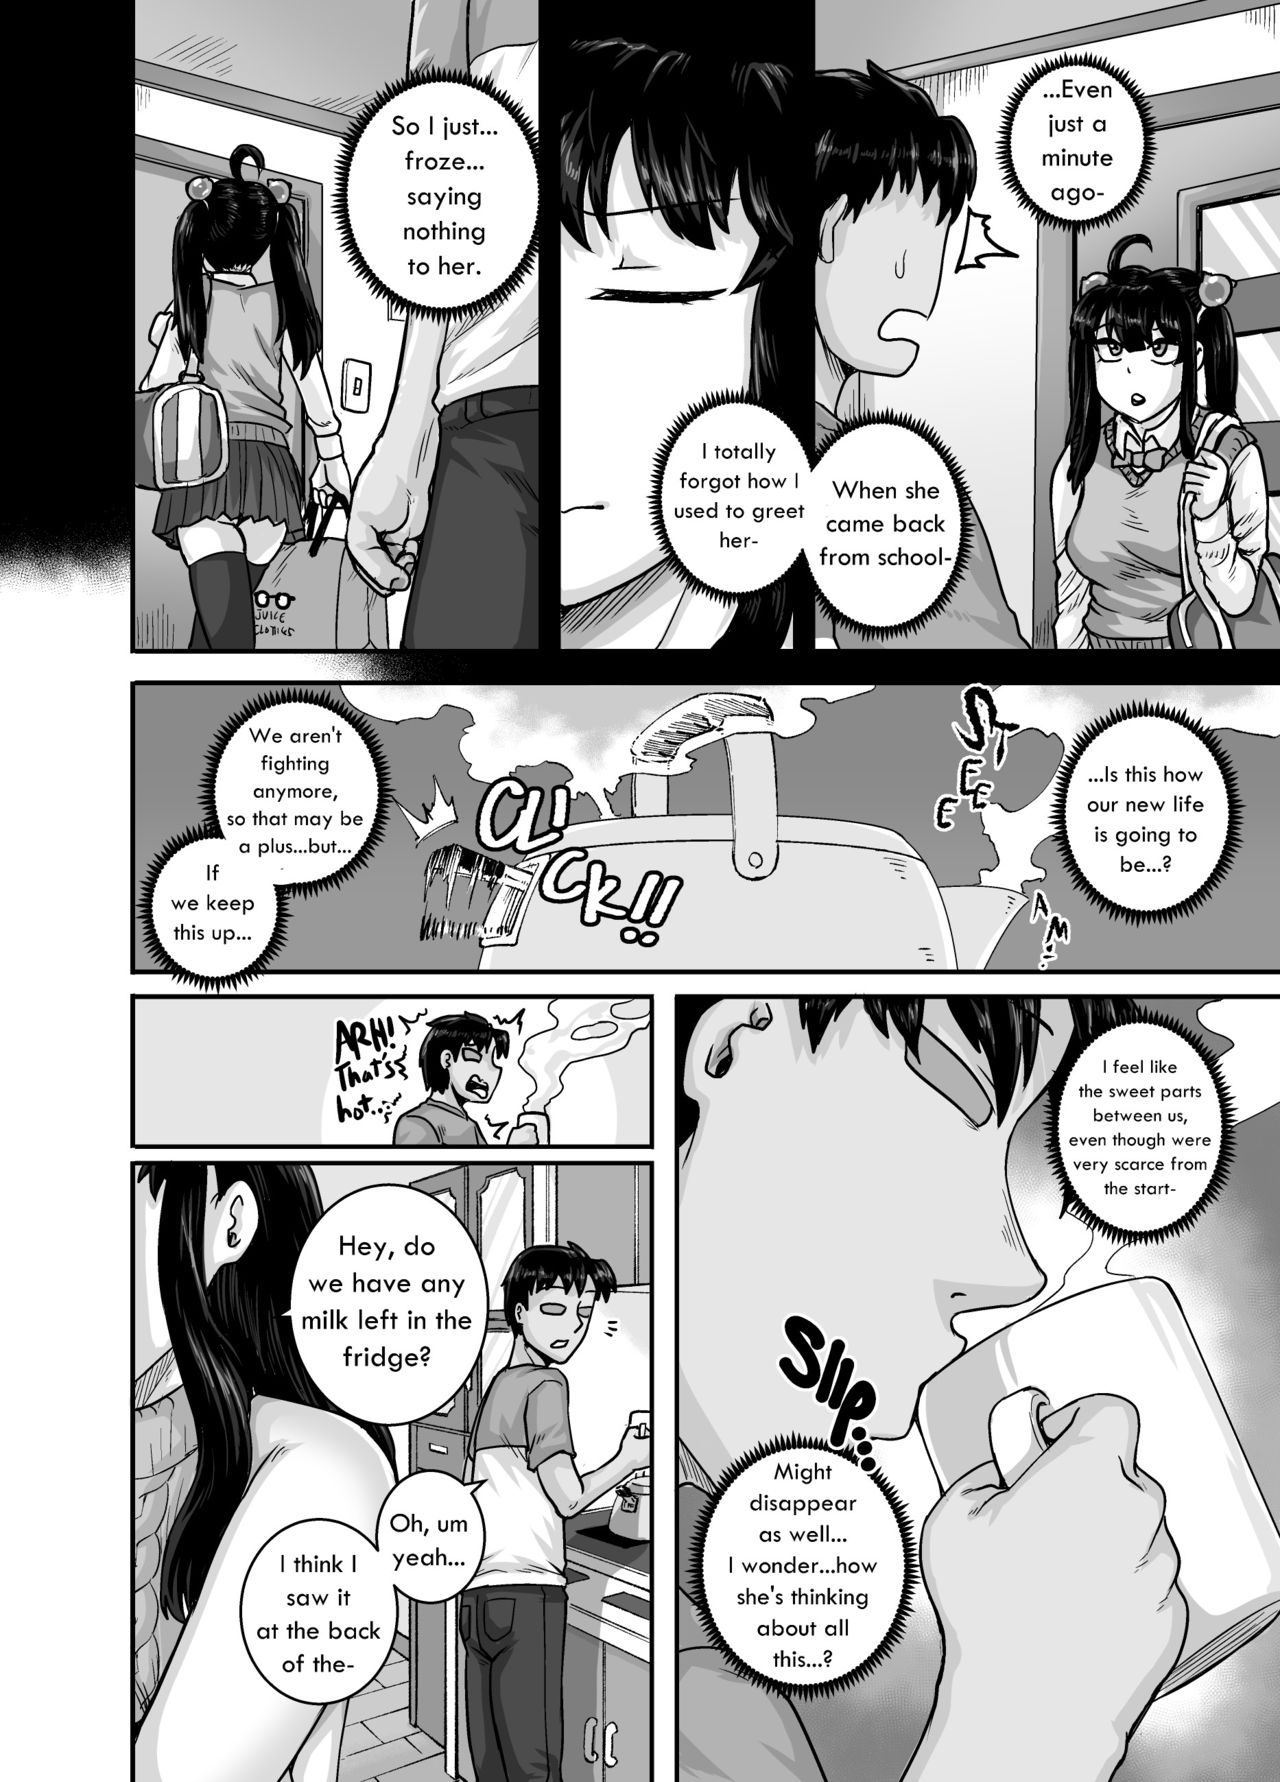 ...Even
just a
minute
ago-
When she
came back
from school-
I totally
forgot how I
used to greet
her-
So I just...
froze...
saying
nothing
to her.
JUICE
CLOTHES
...Is this how
our new life
is going to
be...?
STEEEAM...
CLICK!!
We aren't
fighting
anymore,
so that may be
a plus...but...
If
we keep
this up...
I feel like
the sweet parts
between us,
even though were
very scarce from
the start-
Slip...
Might
disappear
as well...
I wonder...how
she's thinking
about all
this...?
ARH!
That's
hot...
Hey, do
we have any
milk left in the
fridge?
Oh, um
yeah...
I think I
saw it
at the back
of the-